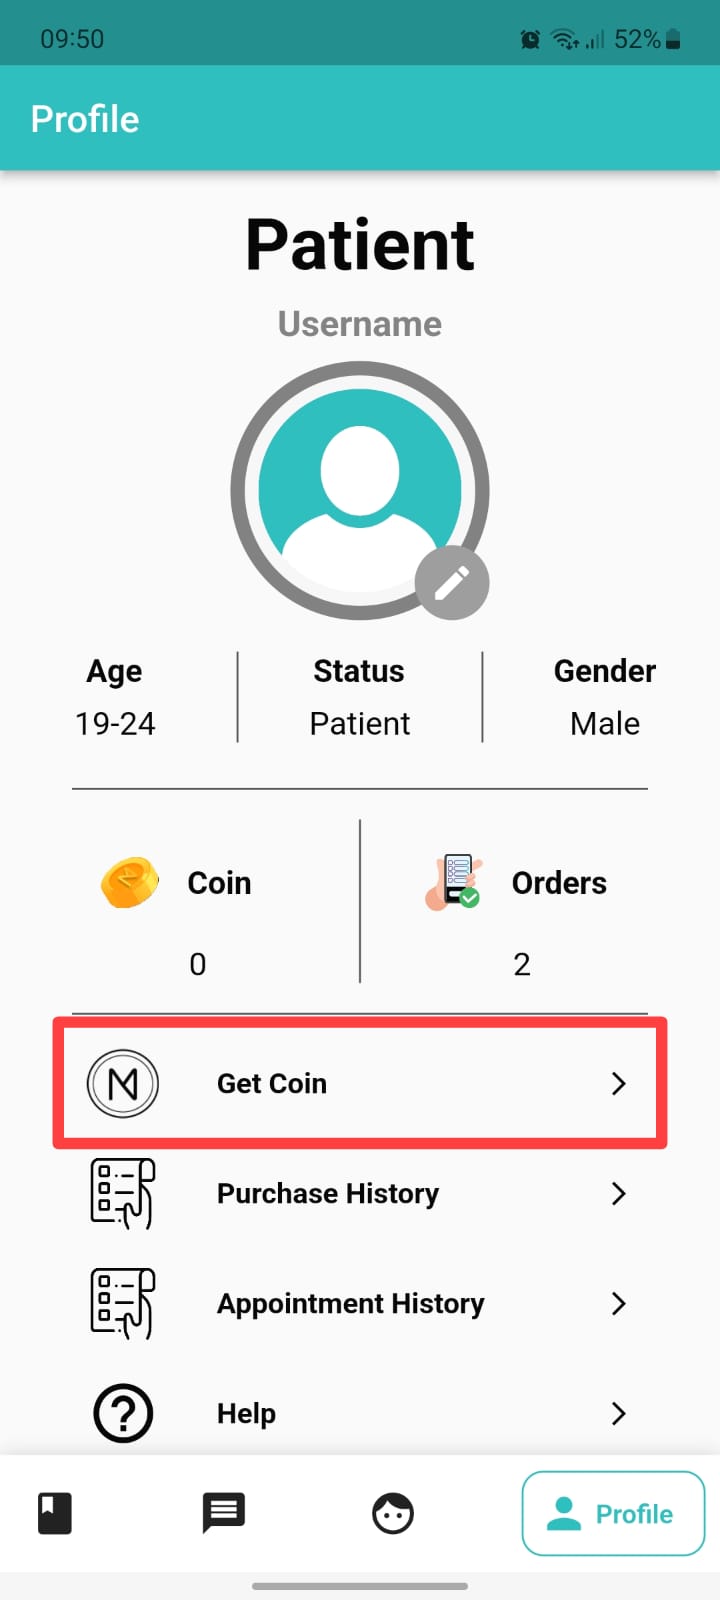 09:50 52%
Profile
Patient
Username
Age Status Gender
19-24 Patient Male
Coin Orders
0 2
Get Coin
Purchase History
Appointment History
Help
Profile